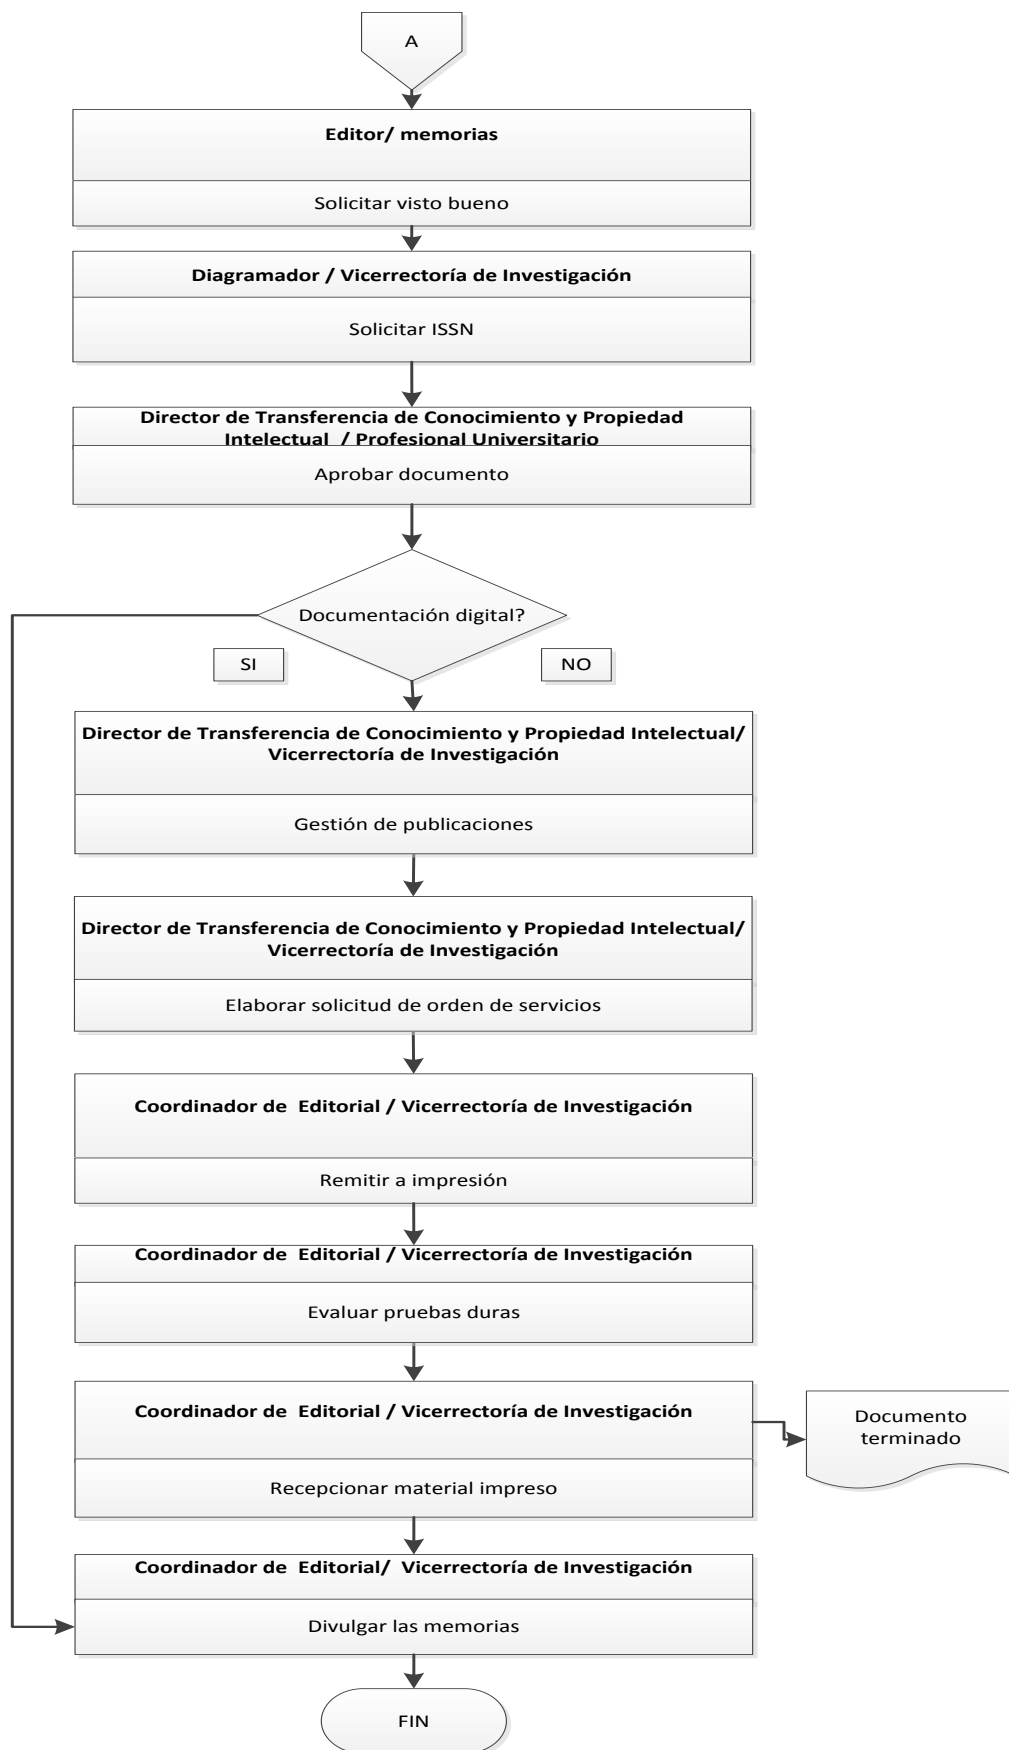 A
Editor/ memorias
Solicitar visto bueno
Diagramador / Vicerrectoría de Investigación
Solicitar ISSN
Director de Transferencia de Conocimiento y Propiedad
Intelectual / Profesional Universitario
Aprobar documento
Documentación digital?
SI
NO
Director de Transferencia de Conocimiento y Propiedad Intelectual/
Vicerrectoría de Investigación
Gestión de publicaciones
Director de Transferencia de Conocimiento y Propiedad Intelectual/
Vicerrectoría de Investigación
Elaborar solicitud de orden de servicios
Coordinador de Editorial / Vicerrectoría de Investigación
Remitir a impresión
Coordinador de Editorial / Vicerrectoría de Investigación
Evaluar pruebas duras
Coordinador de Editorial / Vicerrectoría de Investigación
Recepcionar material impreso
Documento
terminado
Coordinador de Editorial/ Vicerrectoría de Investigación
Divulgar las memorias
FIN